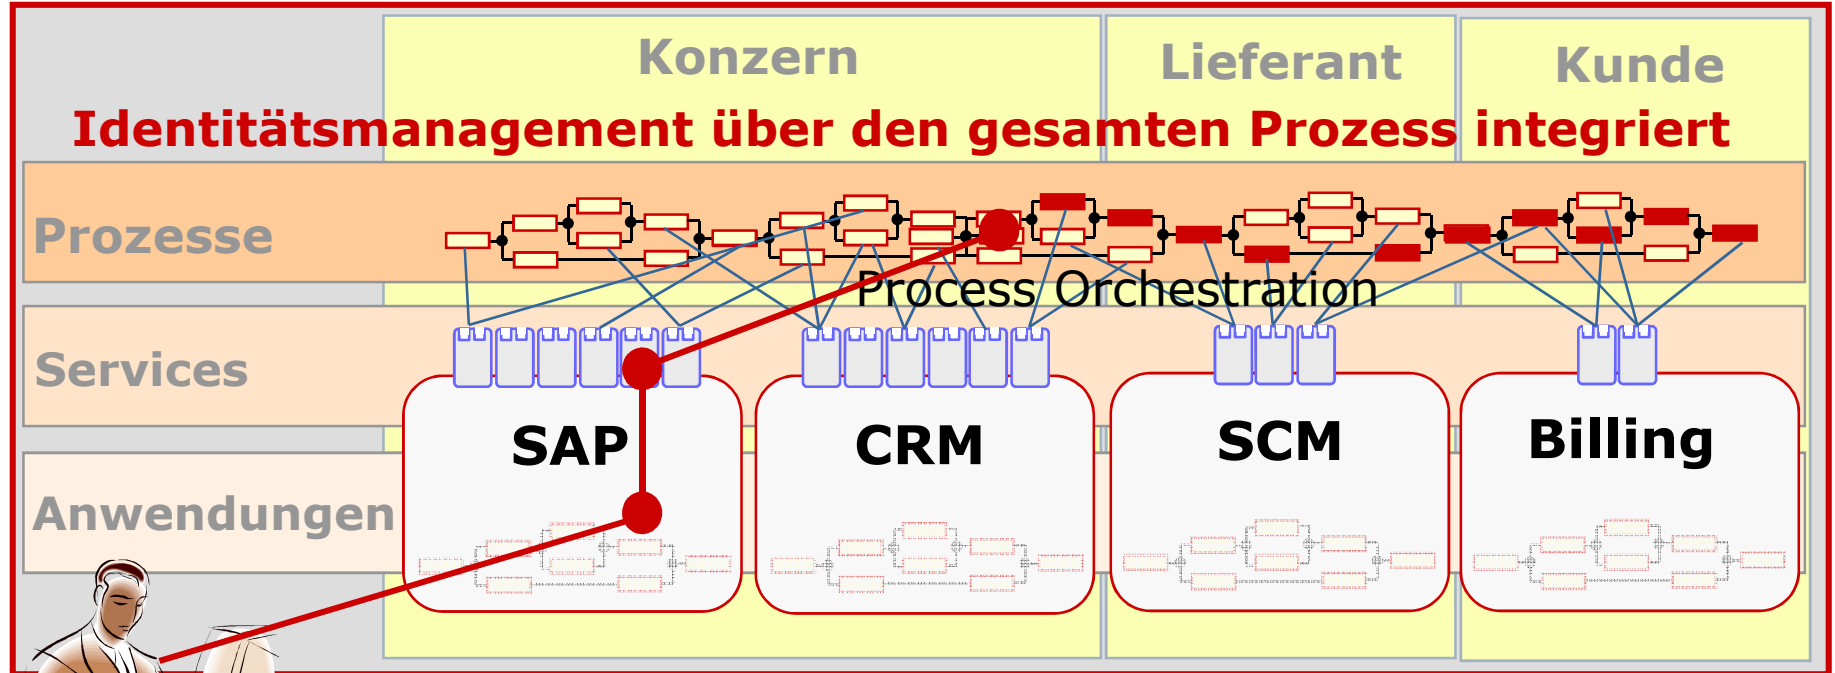 Konzern Lieferant Kunde
Identitätsmanagement über den gesamten Prozess integriert
Prozesse
Process Orchestration
Services
SAP CRM SCM Billing
Anwendungen